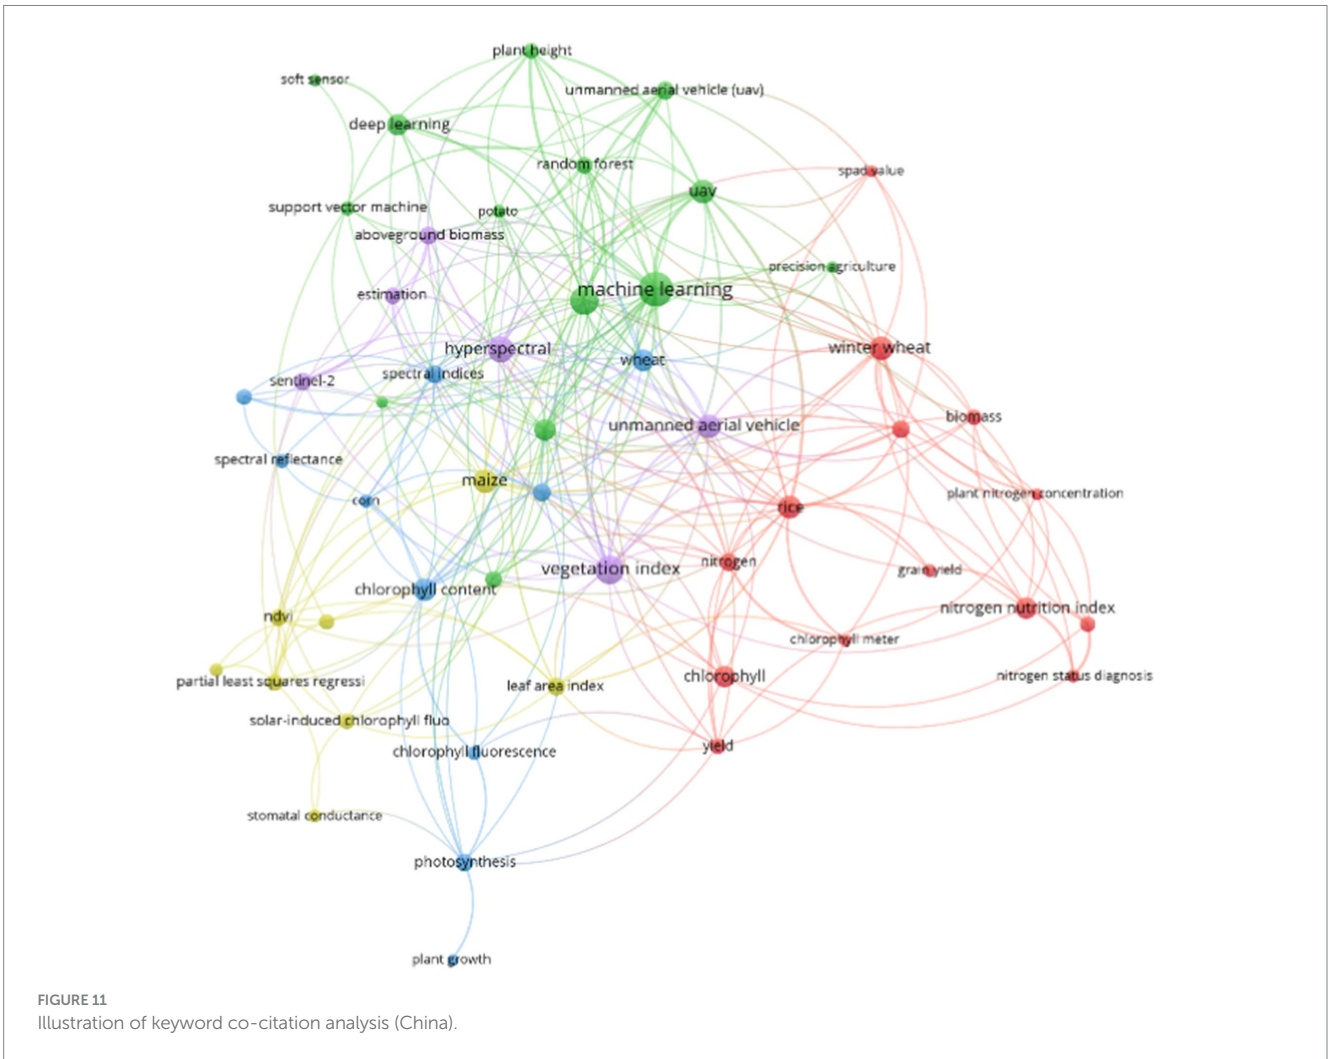 plant height
soft sensor
unmanned aerial vehicle (uav)
deep learning
random forest
spad value
uav
support vector machine
potato
aboveground biomass
precision agriculture
machine learning
estimation
hyperspectral
winter wheat
wheat
spectral indices
sentinel-2
biomass
unmanned aerial vehicle
spectral reflectance
maize
plant nitrogen concentration
corn
rice
nitrogen
vegetation index
grain yield
chlorophyll content
nitrogen nutrition index
ndvi
chlorophyll meter
chlorophyll
nitrogen status diagnosis
partial least squares regressi
leaf area index
solar-induced chlorophyll fluo
yield
chlorophyll fluorescence
stomatal conductance
photosynthesis
plant growth
FIGURE 11
Illustration of keyword co-citation analysis (China).